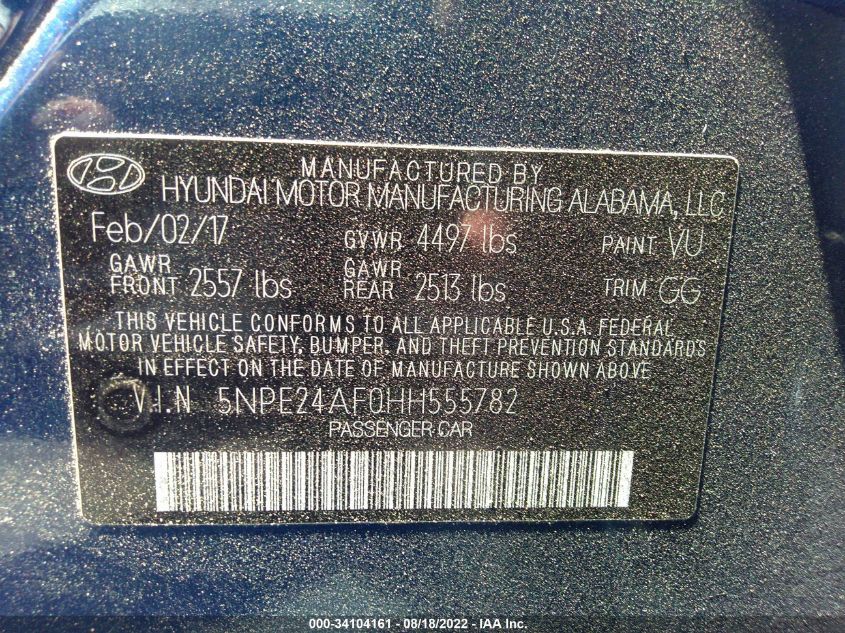 MANUFACTURED BY
HYUNDAI MOTOR MANUFACTURING ALABAMA, LLC
Feb/02/17 GVWR 4497 lbs PAINT VU
GAWR FRONT 2557 lbs GAWR REAR 2513 lbs TRIM GG
THIS VEHICLE CONFORMS TO ALL APPLICABLE U.S.A. FEDERAL
MOTOR VEHICLE SAFETY, BUMPER, AND THEFT PREVENTION STANDARDS
IN EFFECT ON THE DATE OF MANUFACTURE SHOWN ABOVE.
V.I.N 5NPE24AF0HH555782
PASSENGER CAR
000-34104161 - 08/18/2022 - IAA Inc.